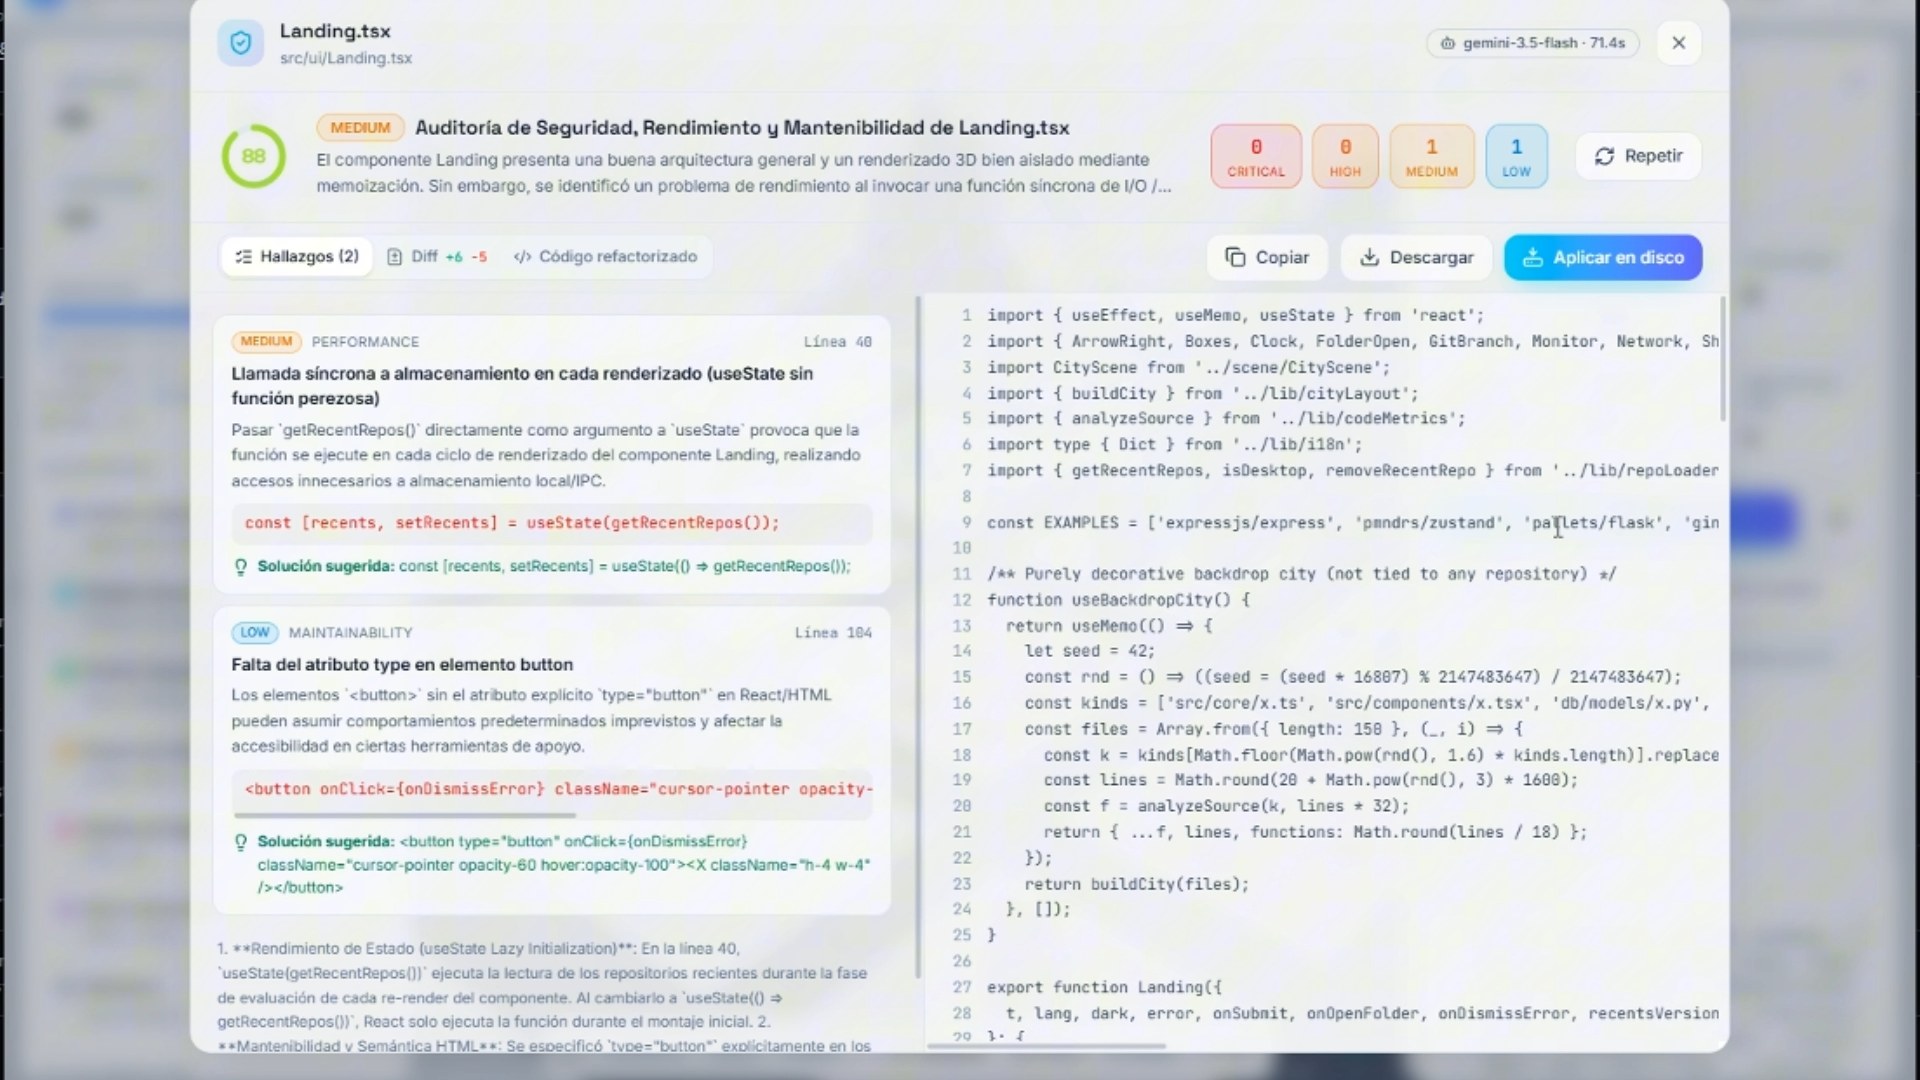 Landing.tsx
src/ui/Landing.tsx
gemini-3.5-flash · 71.4s
88
MEDIUM Auditoría de Seguridad, Rendimiento y Mantenibilidad de Landing.tsx
El componente Landing presenta una buena arquitectura general y un renderizado 3D bien aislado mediante
memoización. Sin embargo, se identificó un problema de rendimiento al invocar una función síncrona de I/O /...
0 CRITICAL
0 HIGH
1 MEDIUM
1 LOW
Repetir
Hallazgos (2)
Diff +6 -5
</> Código refactorizado
Copiar
Descargar
Aplicar en disco
MEDIUM PERFORMANCE Línea 40
Llamada síncrona a almacenamiento en cada renderizado (useState sin
función perezosa)
Pasar `getRecentRepos()` directamente como argumento a `useState` provoca que la
función se ejecute en cada ciclo de renderizado del componente Landing, realizando
accesos innecesarios a almacenamiento local/IPC.
const [recents, setRecents] = useState(getRecentRepos());
Solución sugerida: const [recents, setRecents] = useState(() => getRecentRepos());
LOW MAINTAINABILITY Línea 104
Falta del atributo type en elemento button
Los elementos `<button>` sin el atributo explícito `type="button"` en React/HTML
pueden asumir comportamientos predeterminados imprevistos y afectar la
accesibilidad en ciertas herramientas de apoyo.
<button onClick={onDismissError} className="cursor-pointer opacity-
Solución sugerida: <button type="button" onClick={onDismissError}
className="cursor-pointer opacity-60 hover:opacity-100"><X className="h-4 w-4"
/></button>
1. **Rendimiento de Estado (useState Lazy Initialization)**: En la línea 40,
`useState(getRecentRepos())` ejecuta la lectura de los repositorios recientes durante la fase
de evaluación de cada re-render del componente. Al cambiarlo a `useState(() =>
getRecentRepos())`, React solo ejecuta la función durante el montaje inicial. 2.
**Mantenibilidad y Semántica HTML**: Se especificó `type="button"` explícitamente en los
1 import { useEffect, useMemo, useState } from 'react';
2 import { ArrowRight, Boxes, Clock, FolderOpen, GitBranch, Monitor, Network, Sh
3 import CityScene from '../scene/CityScene';
4 import { buildCity } from '../lib/cityLayout';
5 import { analyzeSource } from '../lib/codeMetrics';
6 import type { Dict } from '../lib/i18n';
7 import { getRecentRepos, isDesktop, removeRecentRepo } from '../lib/repoLoader
8
9 const EXAMPLES = ['expressjs/express', 'pmndrs/zustand', 'pallets/flask', 'gin
10
11 /** Purely decorative backdrop city (not tied to any repository) */
12 function useBackdropCity() {
13 return useMemo(() => {
14 let seed = 42;
15 const rnd = () => ((seed = (seed * 16807) % 2147483647) / 2147483647);
16 const kinds = ['src/core/x.ts', 'src/components/x.tsx', 'db/models/x.py',
17 const files = Array.from({ length: 150 }, (_, i) => {
18 const k = kinds[Math.floor(Math.pow(rnd(), 1.6) * kinds.length)].replace
19 const lines = Math.round(20 + Math.pow(rnd(), 3) * 1600);
20 const f = analyzeSource(k, lines * 32);
21 return { ...f, lines, functions: Math.round(lines / 18) };
22 });
23 return buildCity(files);
24 }, []);
25 }
26
27 export function Landing({
28 t, lang, dark, error, onSubmit, onOpenFolder, onDismissError, recentsVersion
29 }: {